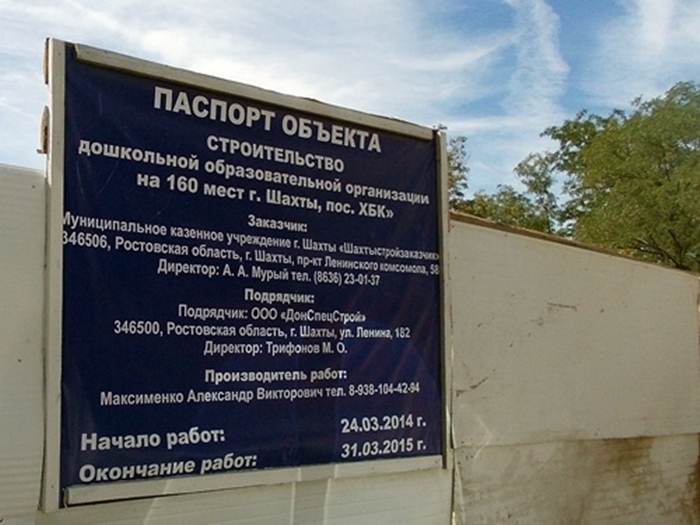 ПАСПОРТ ОБЪЕКТА
СТРОИТЕЛЬСТВО
дошкольной образовательной организации
на 160 мест г. Шахты, пос. ХБК»
Заказчик:
Муниципальное казенное учреждение г. Шахты "Шахтыстройзаказчик"
346506, Ростовская область, г. Шахты, пр-кт Ленинского комсомола, 58
Директор: А. А. Мурый тел. (8636) 23-01-37
Подрядчик:
Подрядчик: ООО «ДонСпецСтрой»
346500, Ростовская область, г. Шахты, ул. Ленина, 182
Директор: Трифонов М. О.
Производитель работ:
Максименко Александр Викторович тел. 8-938-104-42-94
Начало работ: 24.03.2014 г.
Окончание работ: 31.03.2015 г.